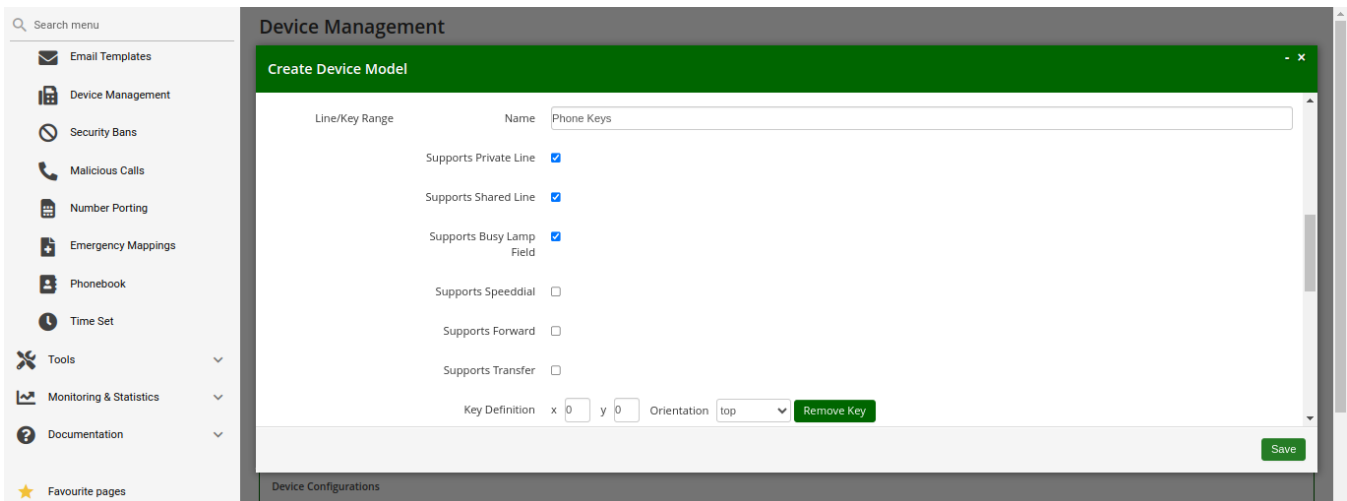 Search menu
Email Templates
Device Management
Security Bans
Malicious Calls
Number Porting
Emergency Mappings
Phonebook
Time Set
Tools
Monitoring & Statistics
Documentation
Favourite pages
Device Management
Create Device Model
- ×
Line/Key Range Name Phone Keys
Supports Private Line
Supports Shared Line
Supports Busy Lamp
Field
Supports Speeddial
Supports Forward
Supports Transfer
Key Definition x 0 y 0 Orientation top Remove Key
Save
Device Configurations